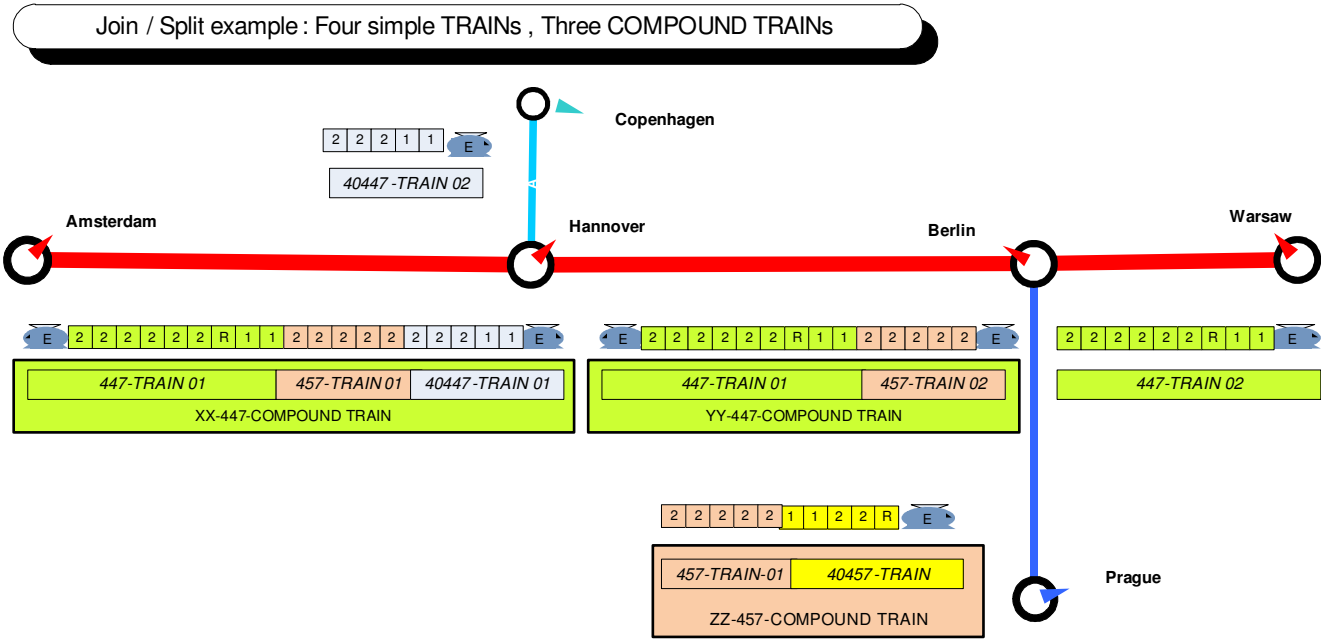 Join / Split example : Four simple TRAINs , Three COMPOUND TRAINs
Copenhagen
2 2 2 1 1 E
40447 -TRAIN 02
A
Amsterdam
Hannover
Berlin
Warsaw
E 2 2 2 2 2 2 R 1 1 2 2 2 2 2 2 2 2 1 1 E
E 2 2 2 2 2 2 R 1 1 2 2 2 2 2 E
2 2 2 2 2 2 R 1 1 E
447-TRAIN 01 457-TRAIN 01 40447-TRAIN 01
XX-447-COMPOUND TRAIN
447-TRAIN 01 457-TRAIN 02
YY-447-COMPOUND TRAIN
447-TRAIN 02
2 2 2 2 2 1 1 2 2 R E
457-TRAIN-01 40457 -TRAIN
ZZ-457-COMPOUND TRAIN
Prague